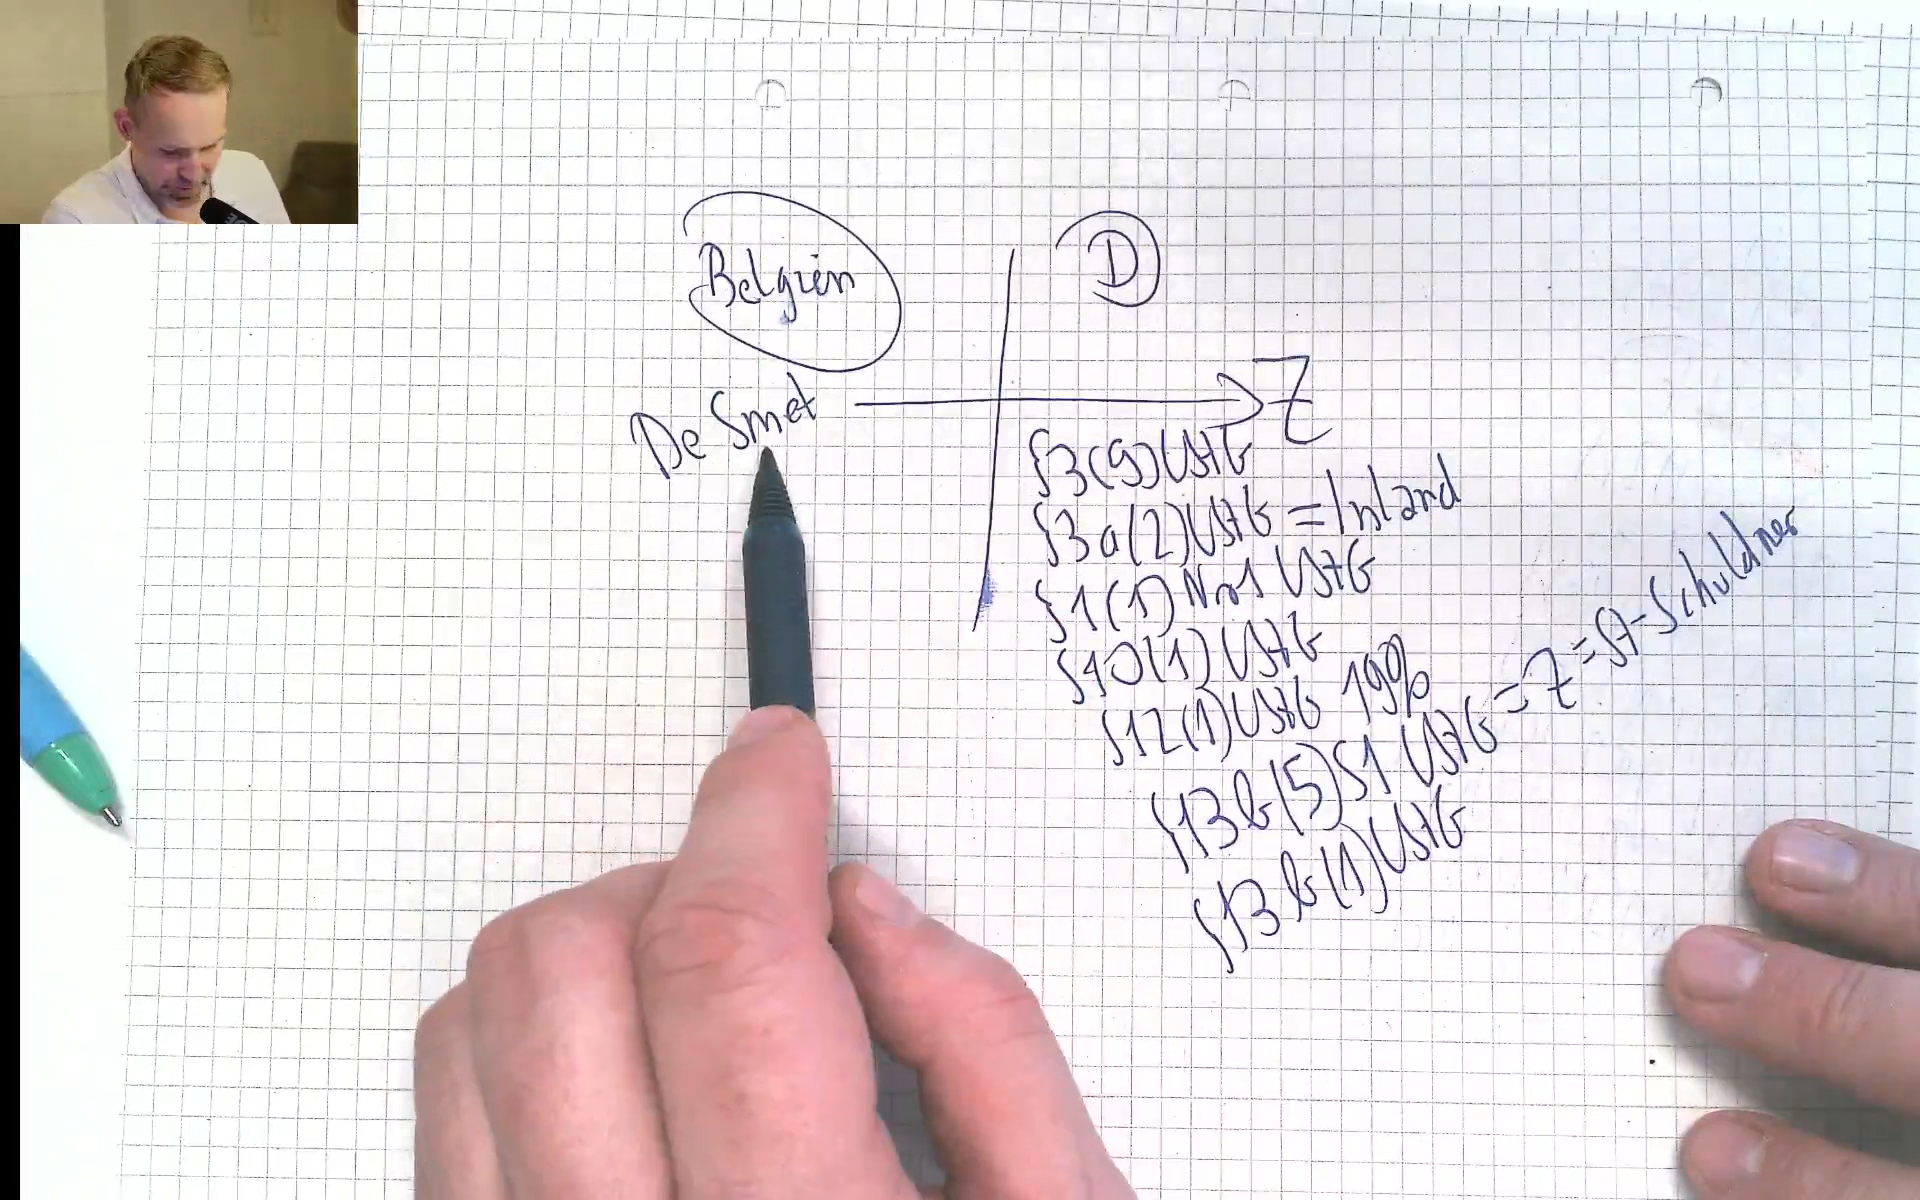 Belgien
D
De Smet
Z
§3(9)UStG
§3a(2)UStG = Inland
§1(1)Nr1 UStG
§10(1) UStG
§12(1)UStG 19%
§13b(5)S1 UStG = Z = St-Schuldner
§13b(1)UStG